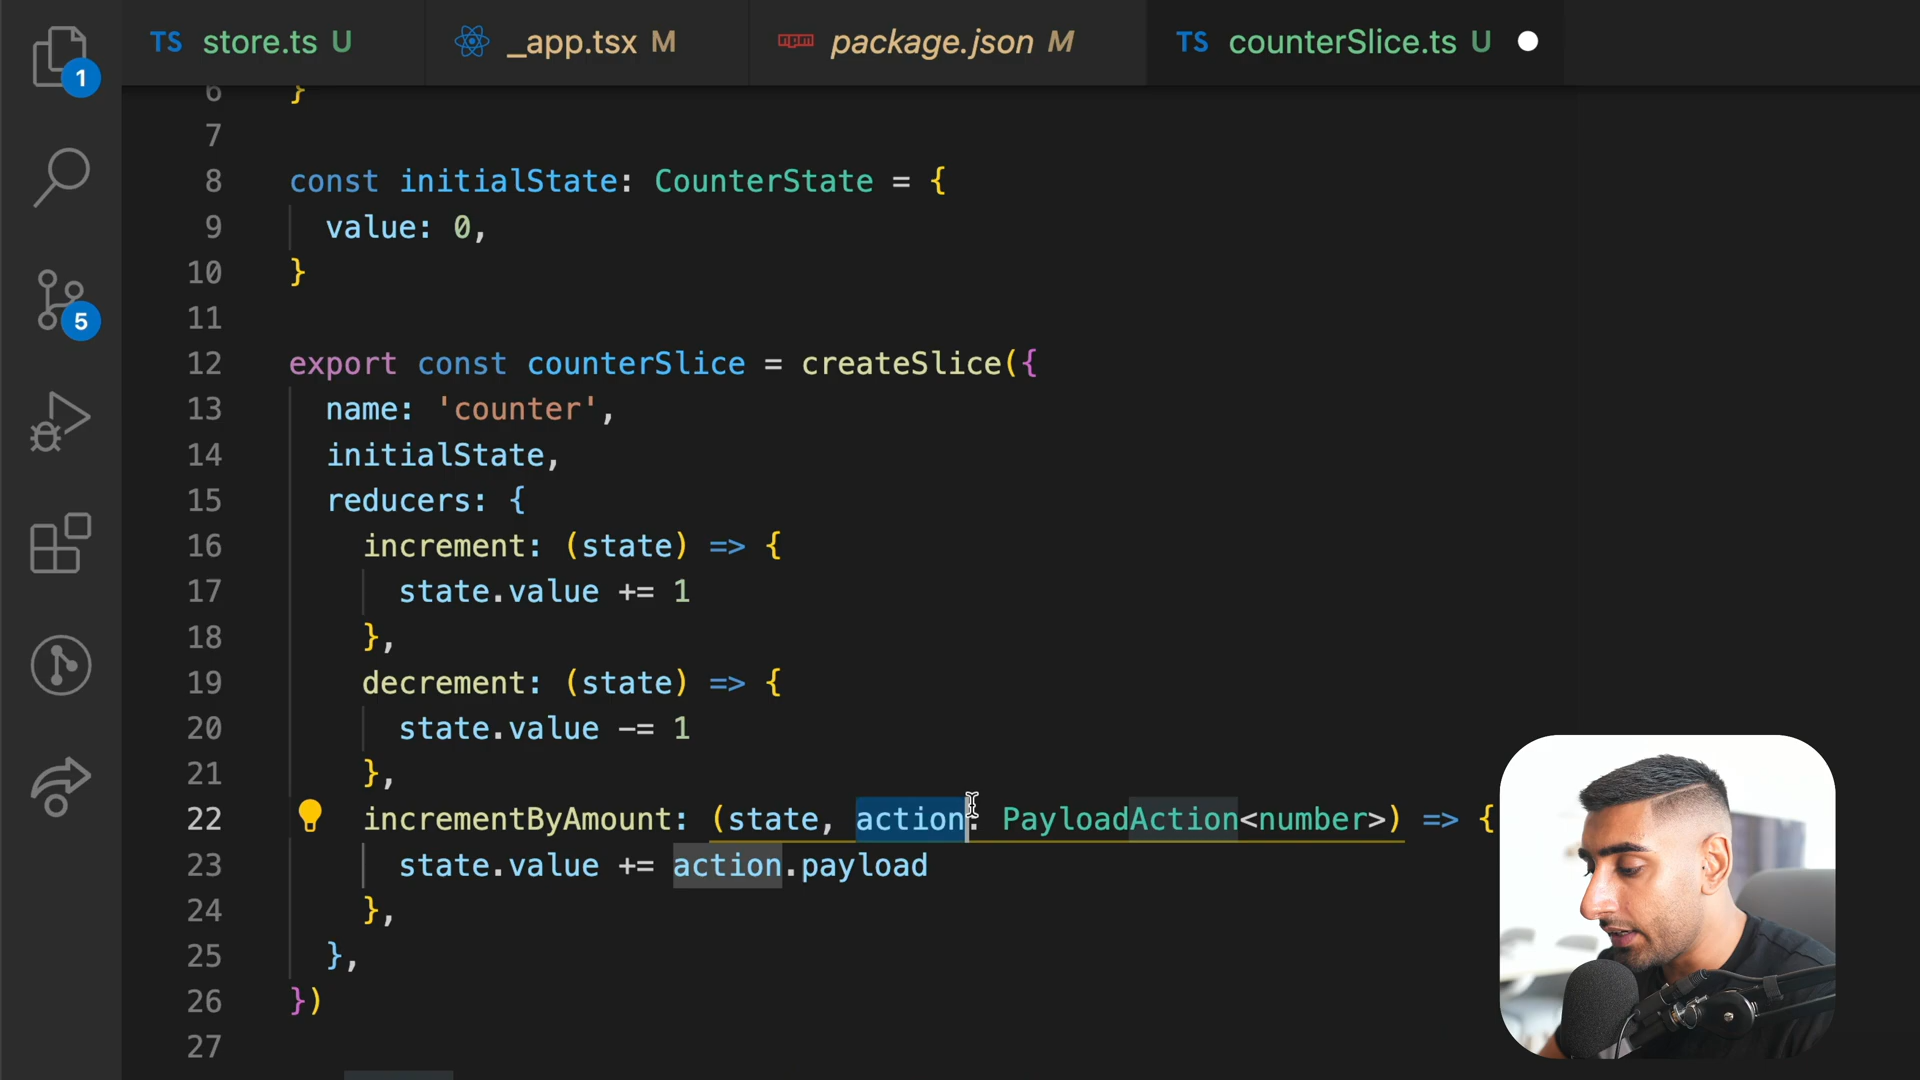 TS store.ts U
_app.tsx M
npm package.json M
TS counterSlice.ts U
1
5
6 }
7
8 const initialState: CounterState = {
9 value: 0,
10 }
11
12 export const counterSlice = createSlice({
13 name: 'counter',
14 initialState,
15 reducers: {
16 increment: (state) => {
17 state.value += 1
18 },
19 decrement: (state) => {
20 state.value -= 1
21 },
22 incrementByAmount: (state, action: PayloadAction<number>) => {
23 state.value += action.payload
24 },
25 },
26 })
27